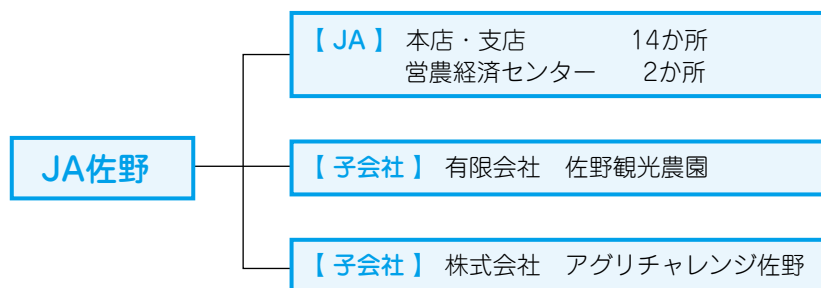 【 JA 】 本店・支店　14か所
営農経済センター　2か所
JA佐野
【 子会社 】 有限会社　佐野観光農園
【 子会社 】 株式会社　アグリチャレンジ佐野